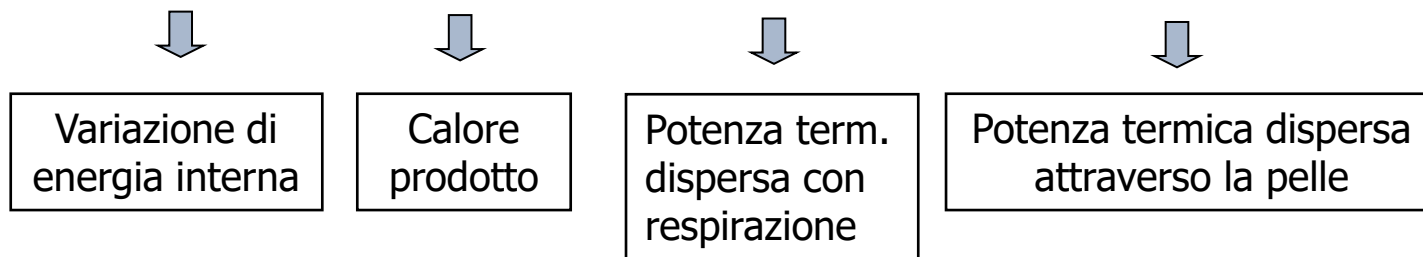 Variazione di
energia interna
Calore
prodotto
Potenza term.
dispersa con
respirazione
Potenza termica dispersa
attraverso la pelle